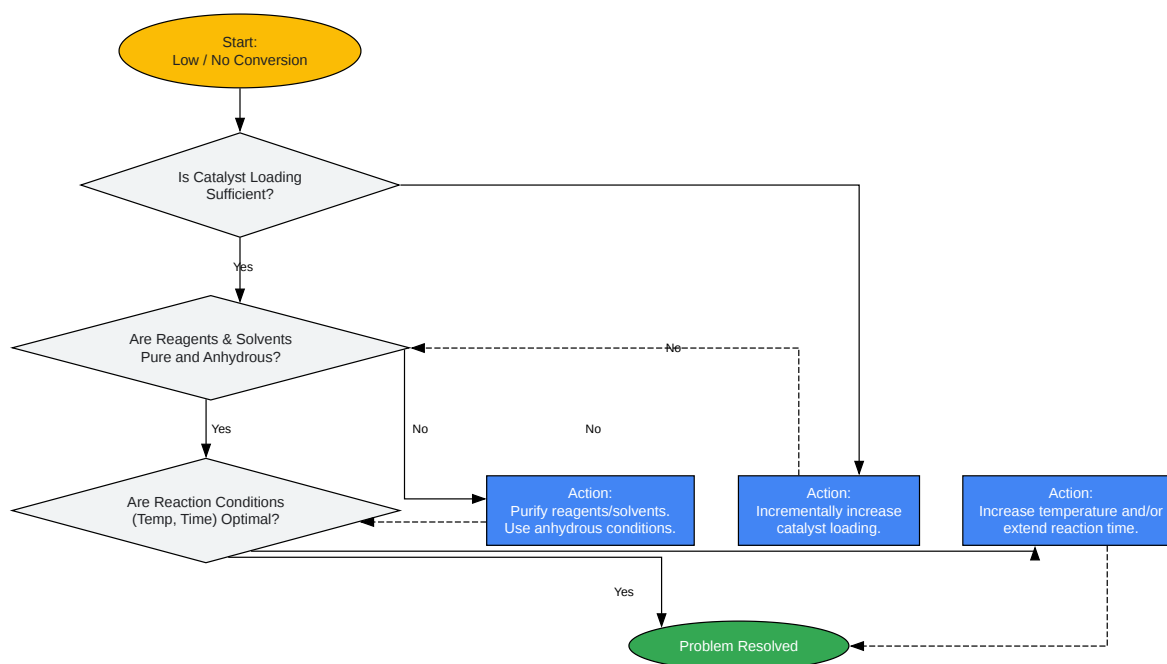 Start:
Low / No Conversion
Is Catalyst Loading
Sufficient?
Yes
Are Reagents & Solvents
Pure and Anhydrous?
No
Yes
No
No
Are Reaction Conditions
(Temp, Time) Optimal?
Action:
Purify reagents/solvents.
Use anhydrous conditions.
Action:
Incrementally increase
catalyst loading.
Action:
Increase temperature and/or
extend reaction time.
Yes
Problem Resolved